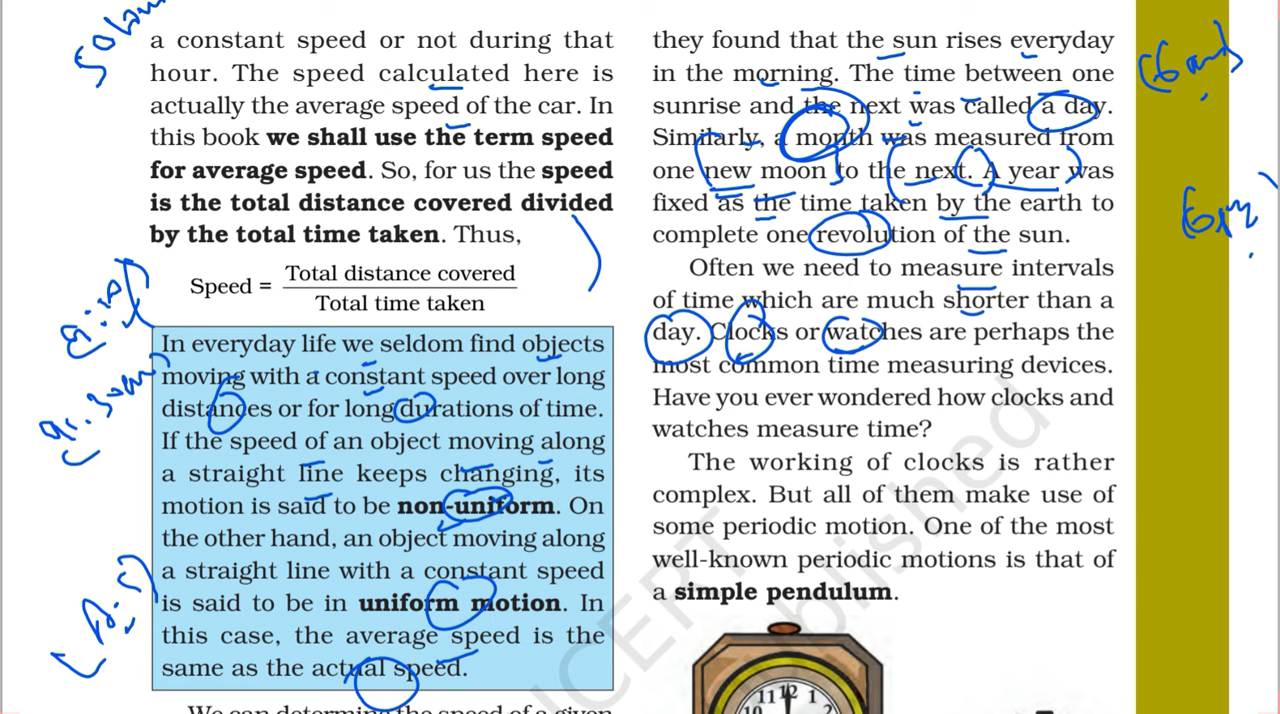 a constant speed or not during that
hour. The speed calculated here is
actually the average speed of the car. In
this book we shall use the term speed
for average speed. So, for us the speed
is the total distance covered divided
by the total time taken. Thus,
Speed = Total distance covered
Total time taken
In everyday life we seldom find objects
moving with a constant speed over long
distances or for long durations of time.
If the speed of an object moving along
a straight line keeps changing, its
motion is said to be non-uniform. On
the other hand, an object moving along
a straight line with a constant speed
is said to be in uniform motion. In
this case, the average speed is the
same as the actual speed.
We can determine the speed of a given
they found that the sun rises everyday
in the morning. The time between one
sunrise and the next was called a day.
Similarly, a month was measured from
one new moon to the next. A year was
fixed as the time taken by the earth to
complete one revolution of the sun.
Often we need to measure intervals
of time which are much shorter than a
day. Clocks or watches are perhaps the
most common time measuring devices.
Have you ever wondered how clocks and
watches measure time?
The working of clocks is rather
complex. But all of them make use of
some periodic motion. One of the most
well-known periodic motions is that of
a simple pendulum.
11 12 1
10 2